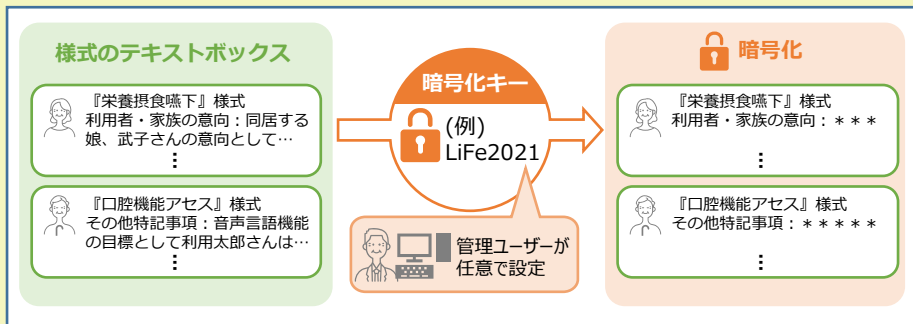 様式のテキストボックス
『栄養摂食嚥下』様式
利用者・家族の意向：同居する
娘、武子さんの意向として…
⋮
『口腔機能アセス』様式
その他特記事項：音声言語機能
の目標として利用太郎さんは…
⋮
暗号化キー
(例)
LiFe2021
管理ユーザーが
任意で設定
暗号化
『栄養摂食嚥下』様式
利用者・家族の意向：＊＊＊
⋮
『口腔機能アセス』様式
その他特記事項：＊＊＊＊＊
⋮